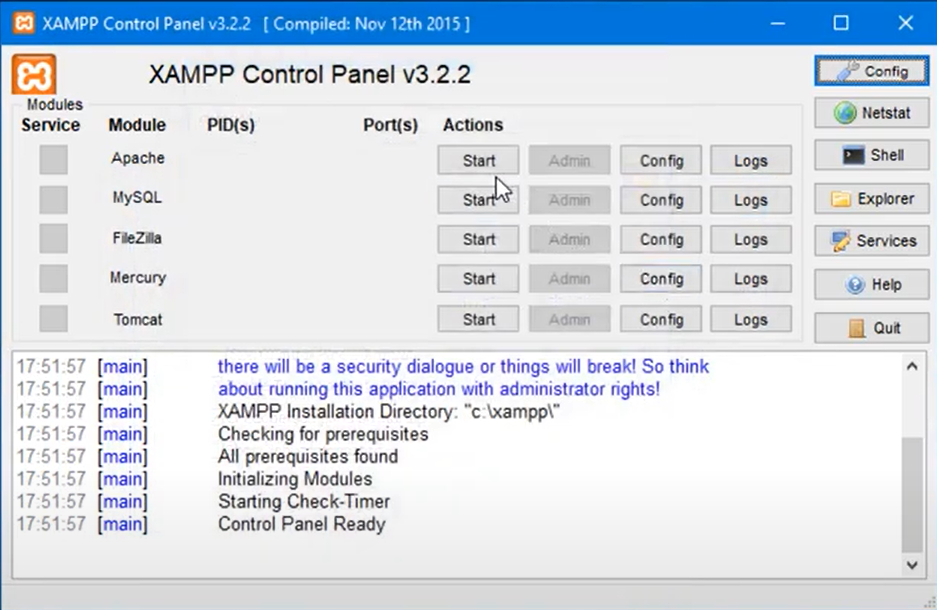 XAMPP Control Panel v3.2.2 [ Compiled: Nov 12th 2015 ]
XAMPP Control Panel v3.2.2
Config
Modules
Service Module PID(s) Port(s) Actions
Netstat
Apache Start Admin Config Logs
Shell
MySQL Start Admin Config Logs
Explorer
FileZilla Start Admin Config Logs
Services
Mercury Start Admin Config Logs
Help
Tomcat Start Admin Config Logs
Quit
17:51:57 [main] there will be a security dialogue or things will break! So think
17:51:57 [main] about running this application with administrator rights!
17:51:57 [main] XAMPP Installation Directory: "c:\xampp\"
17:51:57 [main] Checking for prerequisites
17:51:57 [main] All prerequisites found
17:51:57 [main] Initializing Modules
17:51:57 [main] Starting Check-Timer
17:51:57 [main] Control Panel Ready